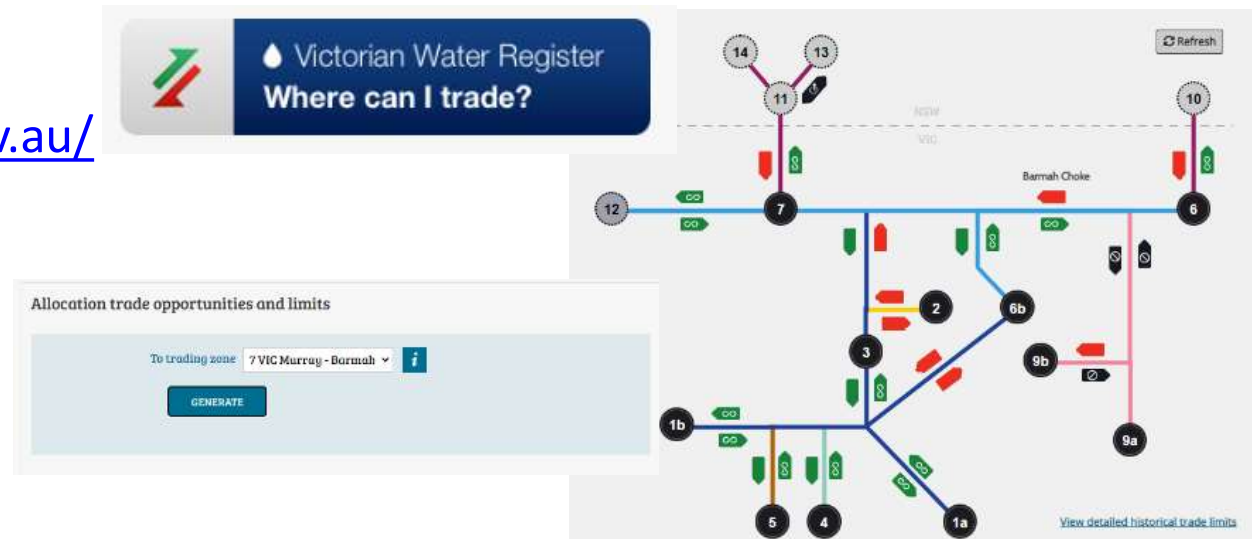 Victorian Water Register
Where can I trade?
v.au/
Refresh
14
13
11
10
NSW
VIC
Barmah Choke
12
7
6
2
6b
3
9b
1b
9a
5
4
1a
View detailed historical trade limits
Allocation trade opportunities and limits
To trading zone 7 VIC Murray - Barmah i
GENERATE